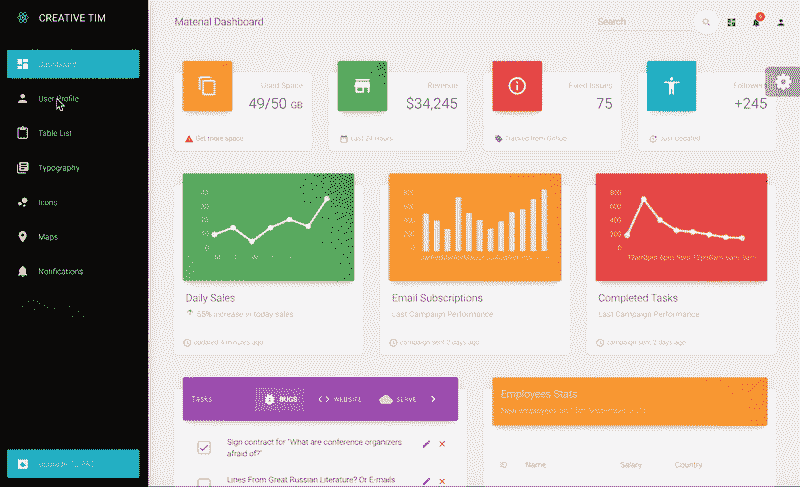 CREATIVE TIM
Dashboard
User Profile
Table List
Typography
Icons
Maps
Notifications
Upgrade To PRO
Material Dashboard
Search
5
Used Space
49/50 GB
Get more space
Revenue
$34,245
Last 24 Hours
Fixed Issues
75
Tracked from Github
Followers
+245
Just Updated
Daily Sales
55% increase in today sales
updated 4 minutes ago
Email Subscriptions
Last Campaign Performance
campaign sent 2 days ago
Completed Tasks
Last Campaign Performance
campaign sent 2 days ago
Tasks
BUGS
WEBSITE
SERVE
Sign contract for "What are conference organizers
afraid of?"
Lines From Great Russian Literature? Or E-mails
Employees Stats
New employees on 15th September, 2016
ID Name Salary Country